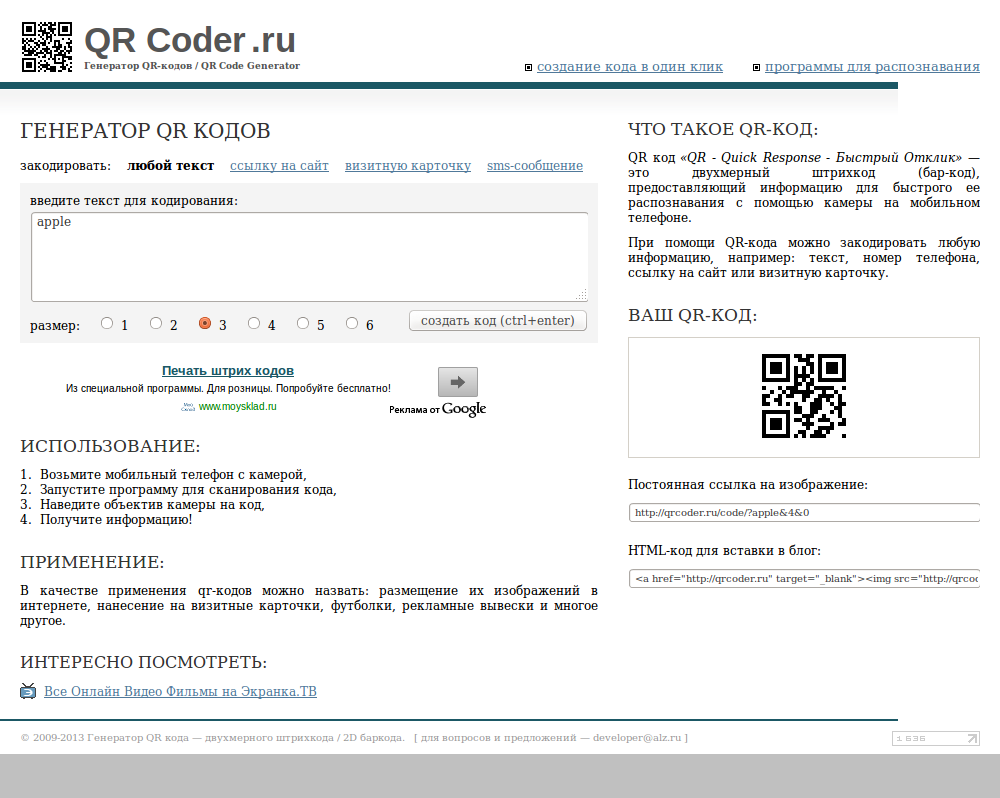 QR Coder.ru
Генератор QR-кодов / QR Code Generator
создание кода в один клик
программы для распознавания
ГЕНЕРАТОР QR КОДОВ
закодировать: любой текст ссылку на сайт визитную карточку sms-сообщение
введите текст для кодирования:
apple
размер: 1 2 3 4 5 6 создать код (ctrl+enter)
Печать штрих кодов
Из специальной программы. Для розницы. Попробуйте бесплатно!
www.moysklad.ru
Реклама от Google
ИСПОЛЬЗОВАНИЕ:
1. Возьмите мобильный телефон с камерой,
2. Запустите программу для сканирования кода,
3. Наведите объектив камеры на код,
4. Получите информацию!
ПРИМЕНЕНИЕ:
В качестве применения qr-кодов можно назвать: размещение их изображений в
интернете, нанесение на визитные карточки, футболки, рекламные вывески и многое
другое.
ИНТЕРЕСНО ПОСМОТРЕТЬ:
Все Онлайн Видео Фильмы на Экранка.ТВ
ЧТО ТАКОЕ QR-КОД:
QR код «QR - Quick Response - Быстрый Отклик» —
это двухмерный штрихкод (бар-код),
предоставляющий информацию для быстрого ее
распознавания с помощью камеры на мобильном
телефоне.
При помощи QR-кода можно закодировать любую
информацию, например: текст, номер телефона,
ссылку на сайт или визитную карточку.
ВАШ QR-КОД:
Постоянная ссылка на изображение:
http://qrcoder.ru/code/?apple&4&0
HTML-код для вставки в блог:
<a href="http://qrcoder.ru" target="_blank"><img src="http://qrcod
© 2009-2013 Генератор QR кода — двухмерного штрихкода / 2D баркода. [ для вопросов и предложений — developer@alz.ru ]
1636